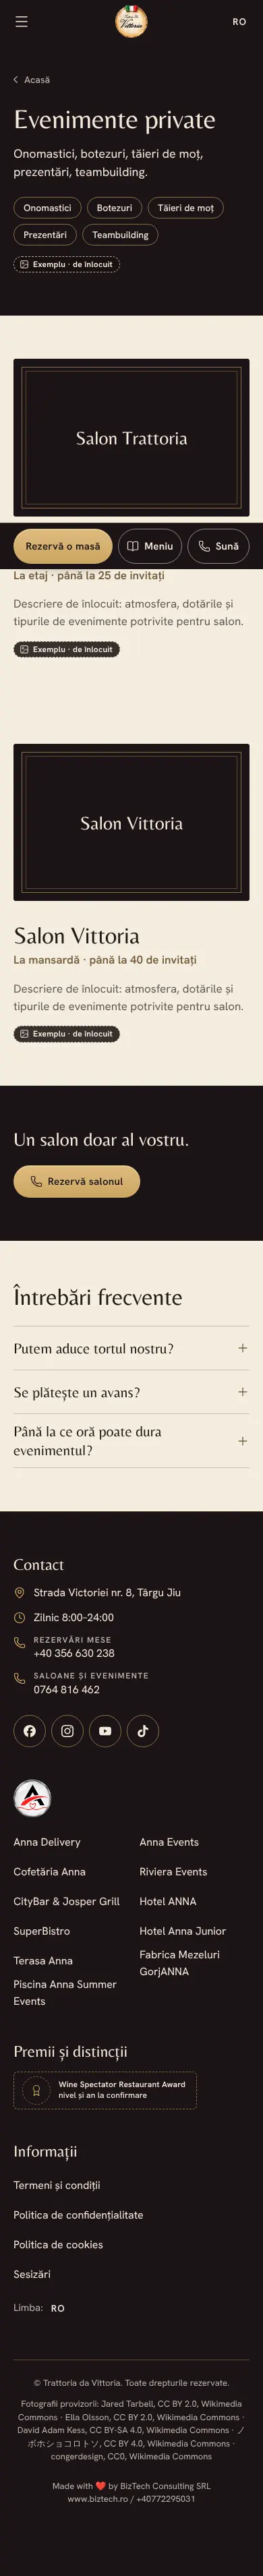 Vittoria
RO
Acasă
Evenimente private
Onomastici, botezuri, tăieri de moț,
prezentări, teambuilding.
Onomastici
Botezuri
Tăieri de moț
Prezentări
Teambuilding
Exemplu · de înlocuit
Salon Trattoria
Rezervă o masă
Meniu
Sună
La etaj · până la 25 de invitați
Descriere de înlocuit: atmosfera, dotările și
tipurile de evenimente potrivite pentru salon.
Exemplu · de înlocuit
Salon Vittoria
Salon Vittoria
La mansardă · până la 40 de invitați
Descriere de înlocuit: atmosfera, dotările și
tipurile de evenimente potrivite pentru salon.
Exemplu · de înlocuit
Un salon doar al vostru.
Rezervă salonul
Întrebări frecvente
Putem aduce tortul nostru?
Se plătește un avans?
Până la ce oră poate dura
evenimentul?
Contact
Strada Victoriei nr. 8, Târgu Jiu
Zilnic 8:00–24:00
REZERVĂRI MESE
+40 356 630 238
SALOANE ȘI EVENIMENTE
0764 816 462
Anna Delivery
Anna Events
Cofetăria Anna
Riviera Events
CityBar & Josper Grill
Hotel ANNA
SuperBistro
Hotel Anna Junior
Terasa Anna
Fabrica Mezeluri
GorjANNA
Piscina Anna Summer
Events
Premii și distincții
Wine Spectator Restaurant Award
nivel și an la confirmare
Informații
Termeni și condiții
Politica de confidențialitate
Politica de cookies
Sesizări
Limba: RO
© Trattoria da Vittoria. Toate drepturile rezervate.
Fotografii provizorii: Jared Tarbell, CC BY 2.0, Wikimedia
Commons · Ella Olsson, CC BY 2.0, Wikimedia Commons ·
David Adam Kess, CC BY-SA 4.0, Wikimedia Commons · ノ
ボホショコロトソ, CC BY 4.0, Wikimedia Commons ·
congerdesign, CC0, Wikimedia Commons
Made with ❤️ by BizTech Consulting SRL
www.biztech.ro / +40772295031